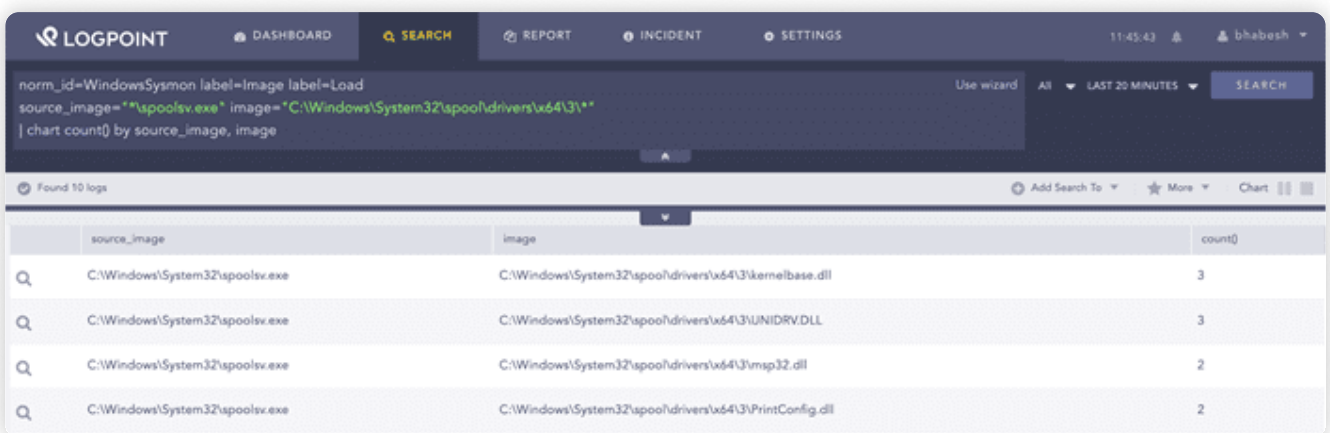 LOGPOINT DASHBOARD SEARCH REPORT INCIDENT SETTINGS 11:45:43 bhabesh
norm_id=WindowsSysmon label=Image label=Load Use wizard All LAST 20 MINUTES SEARCH
source_image="*\spoolsv.exe" image="C:\Windows\System32\spool\drivers\x64\3\*"
| chart count() by source_image, image
Found 10 logs Add Search To More Chart
source_image image count()
C:\Windows\System32\spoolsv.exe C:\Windows\System32\spool\drivers\x64\3\kernelbase.dll 3
C:\Windows\System32\spoolsv.exe C:\Windows\System32\spool\drivers\x64\3\UNIDRV.DLL 3
C:\Windows\System32\spoolsv.exe C:\Windows\System32\spool\drivers\x64\3\msp32.dll 2
C:\Windows\System32\spoolsv.exe C:\Windows\System32\spool\drivers\x64\3\PrintConfig.dll 2